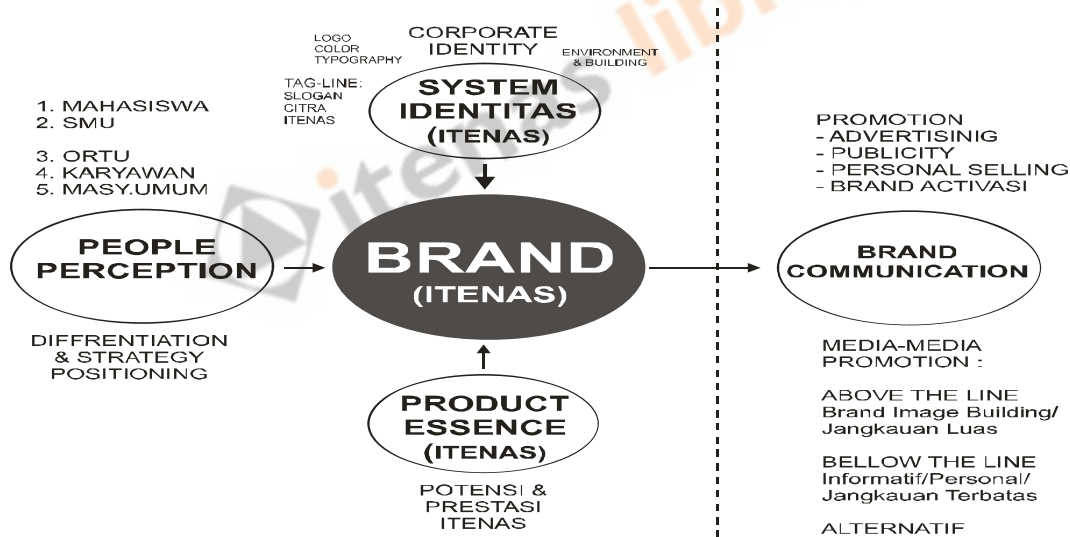 LOGO
COLOR
TYPOGRAPHY
CORPORATE
IDENTITY
ENVIRONMENT
& BUILDING
TAG-LINE:
SLOGAN
CITRA
ITENAS
SYSTEM
IDENTITAS
(ITENAS)
1. MAHASISWA
2. SMU
3. ORTU
4. KARYAWAN
5. MASY.UMUM
PEOPLE
PERCEPTION
DIFFRENTIATION
& STRATEGY
POSITIONING
BRAND
(ITENAS)
PRODUCT
ESSENCE
(ITENAS)
POTENSI &
PRESTASI
ITENAS
PROMOTION
- ADVERTISINIG
- PUBLICITY
- PERSONAL SELLING
- BRAND ACTIVASI
BRAND
COMMUNICATION
MEDIA-MEDIA
PROMOTION :
ABOVE THE LINE
Brand Image Building/
Jangkauan Luas
BELLOW THE LINE
Informatif/Personal/
Jangkauan Terbatas
ALTERNATIF
itenas